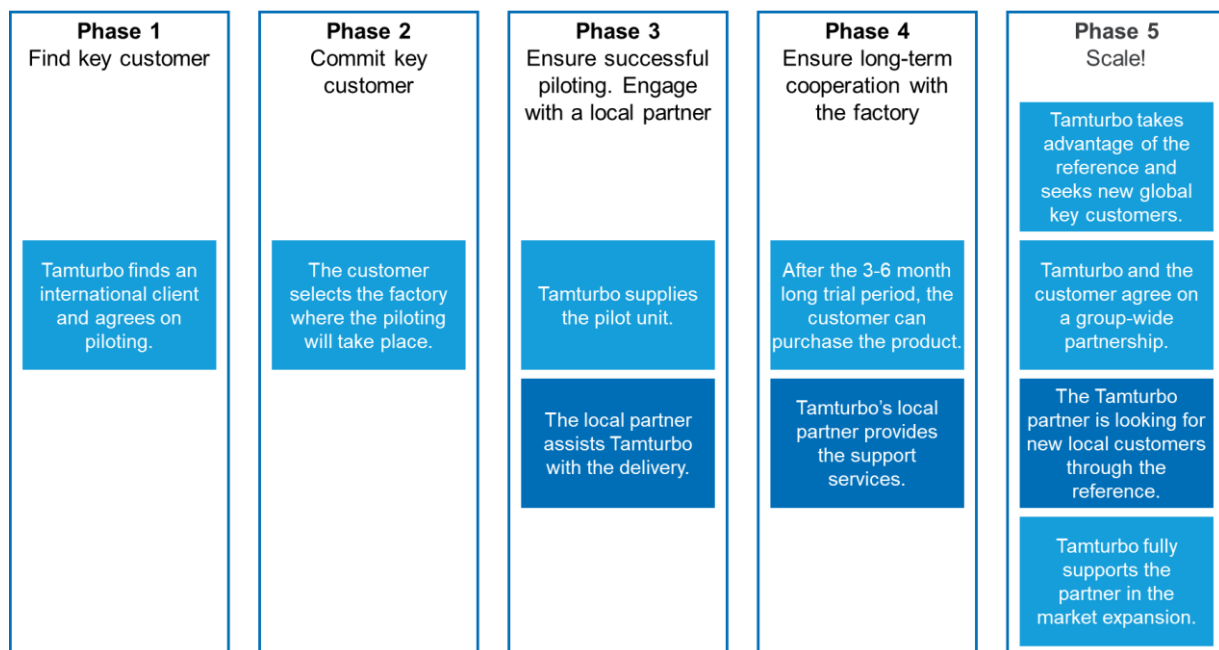 Phase 1
Find key customer
Tamturbo finds an
international client
and agrees on
piloting.
Phase 2
Commit key
customer
The customer
selects the factory
where the piloting
will take place.
Phase 3
Ensure successful
piloting. Engage
with a local partner
Tamturbo supplies
the pilot unit.
The local partner
assists Tamturbo
with the delivery.
Phase 4
Ensure long-term
cooperation with
the factory
After the 3-6 month
long trial period, the
customer can
purchase the product.
Tamturbo’s local
partner provides
the support
services.
Phase 5
Scale!
Tamturbo takes
advantage of the
reference and
seeks new global
key customers.
Tamturbo and the
customer agree on
a group-wide
partnership.
The Tamturbo
partner is looking for
new local customers
through the
reference.
Tamturbo fully
supports the
partner in the
market expansion.